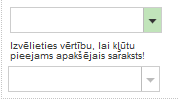 Izvēlieties vērtību, lai kļūtu
pieejams apakšējais saraksts!